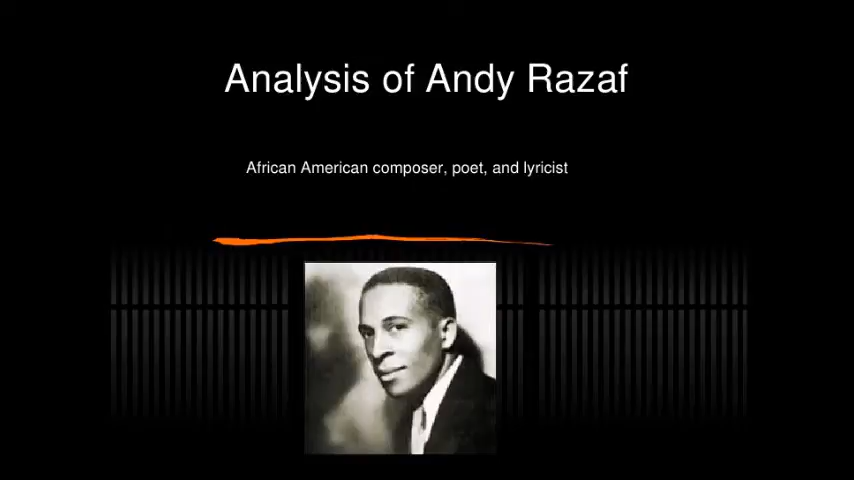 Analysis of Andy Razaf
African American composer, poet, and lyricist